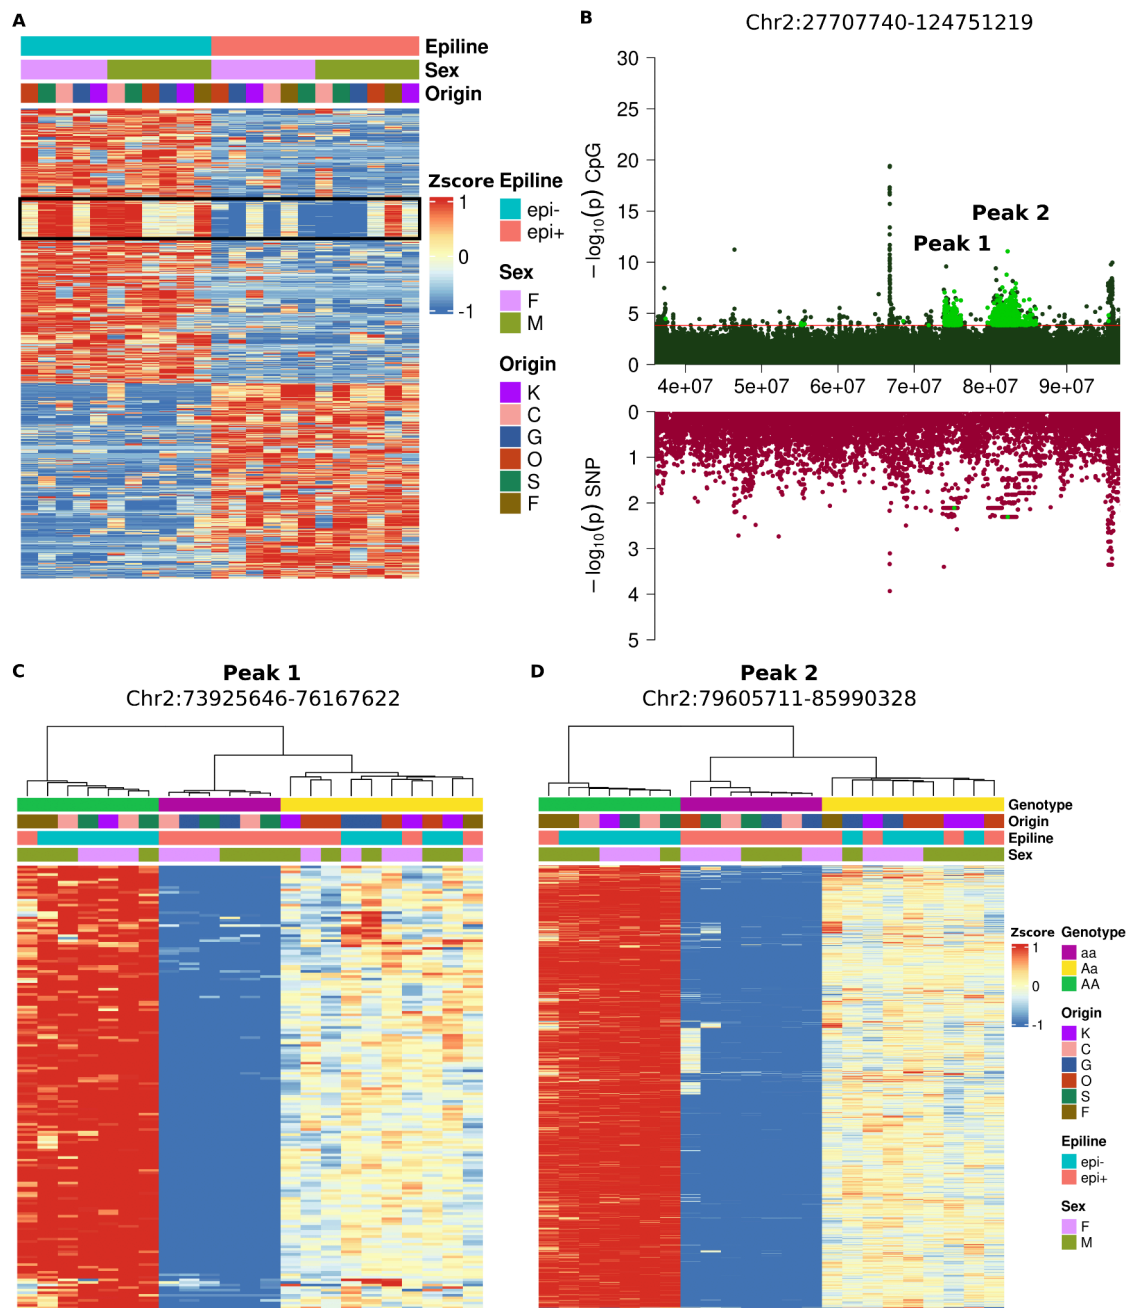 A
Epiline
Sex
Origin
Zscore
1
0
-1
Epiline
epi-
epi+
Sex
F
M
Origin
K
C
G
O
S
F
B
Chr2:27707740-124751219
− log10(p) CpG
30
25
20
15
10
5
0
Peak 1
Peak 2
4e+07 5e+07 6e+07 7e+07 8e+07 9e+07
− log10(p) SNP
0
1
2
3
4
5
C
Peak 1
Chr2:73925646-76167622
D
Peak 2
Chr2:79605711-85990328
Genotype
Origin
Epiline
Sex
Zscore
1
0
-1
Genotype
aa
Aa
AA
Origin
K
C
G
O
S
F
Epiline
epi-
epi+
Sex
F
M